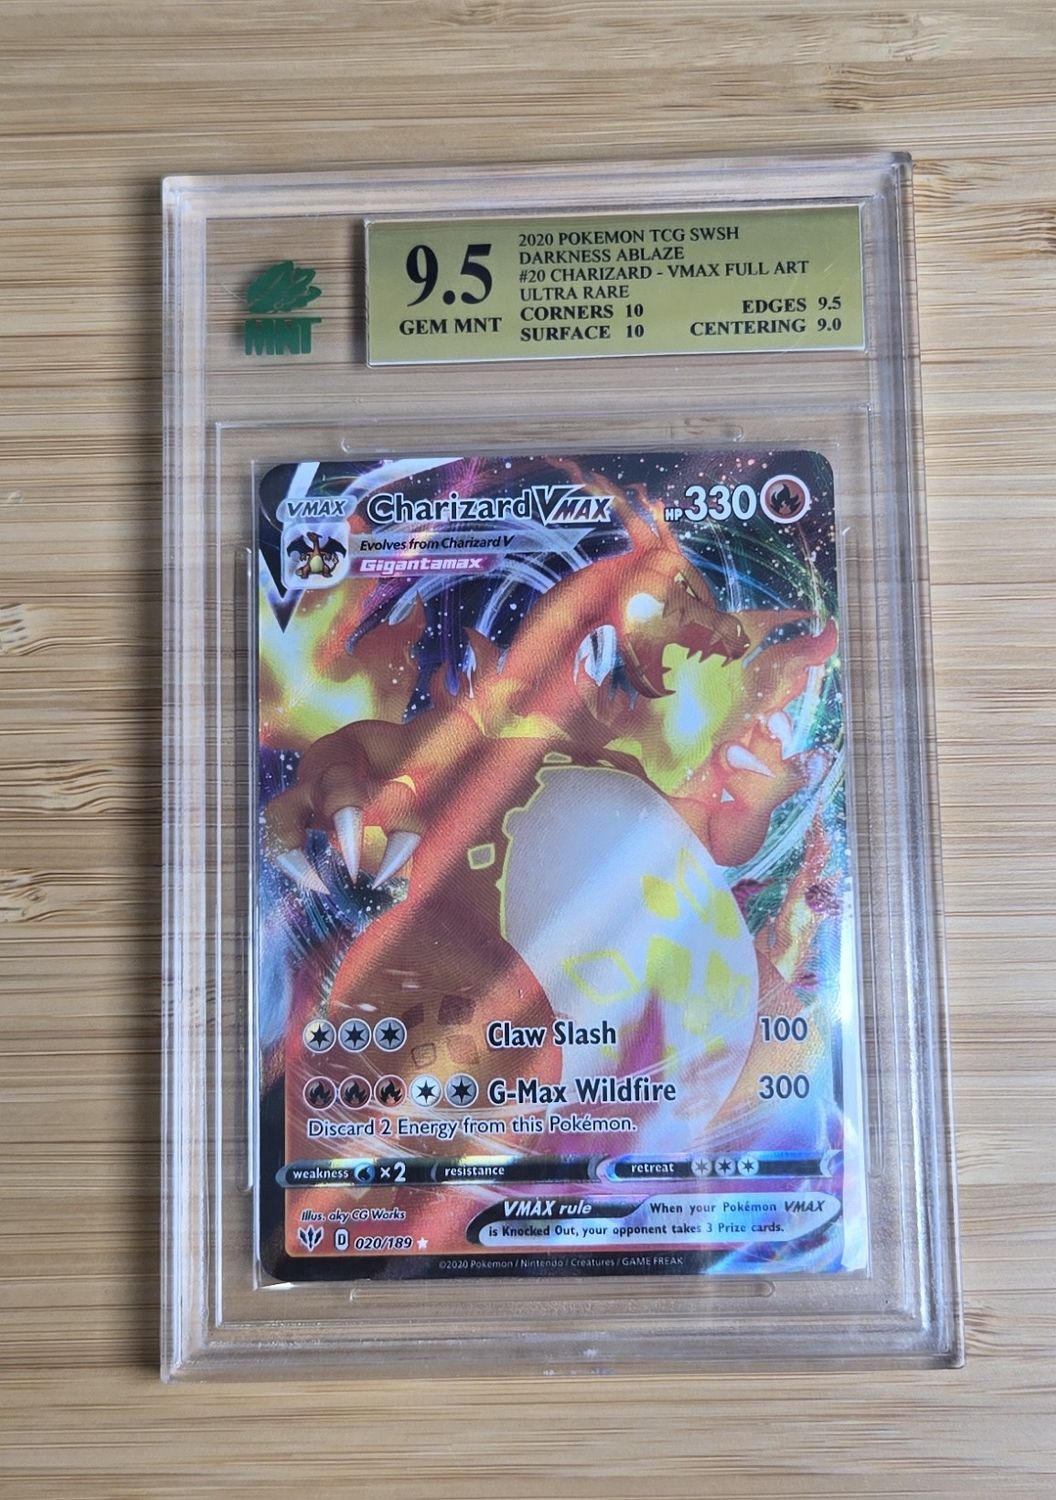 MNT
9.5
GEM MNT
2020 POKEMON TCG SWSH
DARKNESS ABLAZE
#20 CHARIZARD - VMAX FULL ART
ULTRA RARE
CORNERS 10 EDGES 9.5
SURFACE 10 CENTERING 9.0
VMAX Charizard VMAX HP 330
Evolves from Charizard V
Gigantamax
Claw Slash 100
G-Max Wildfire 300
Discard 2 Energy from this Pokémon.
weakness ×2 resistance retreat
Illus. aky CG Works
D 020/189
VMAX rule When your Pokémon VMAX
is Knocked Out, your opponent takes 3 Prize cards.
©2020 Pokémon / Nintendo / Creatures / GAME FREAK